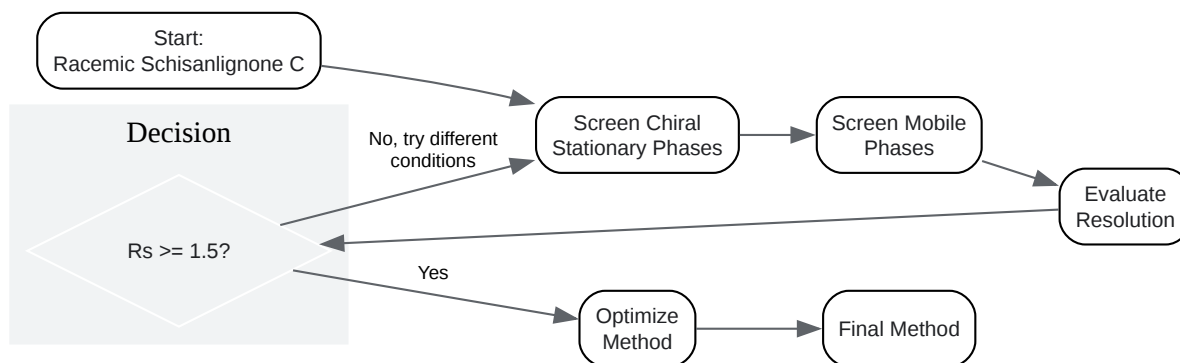 Start:
Racemic Schisanlignone C
Decision
No, try different
conditions
Screen Chiral
Stationary Phases
Screen Mobile
Phases
Evaluate
Resolution
Rs >= 1.5?
Yes
Optimize
Method
Final Method